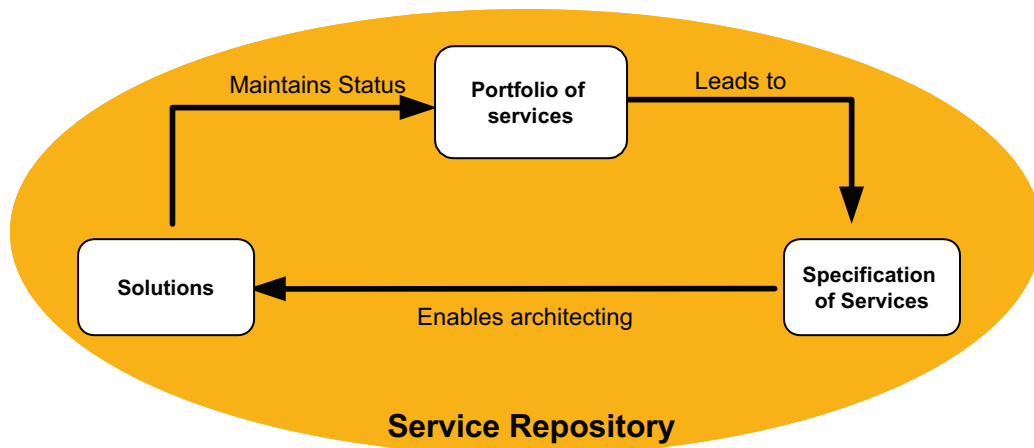 Maintains Status
Portfolio of
services
Leads to
Solutions
Specification
of Services
Enables architecting
Service Repository